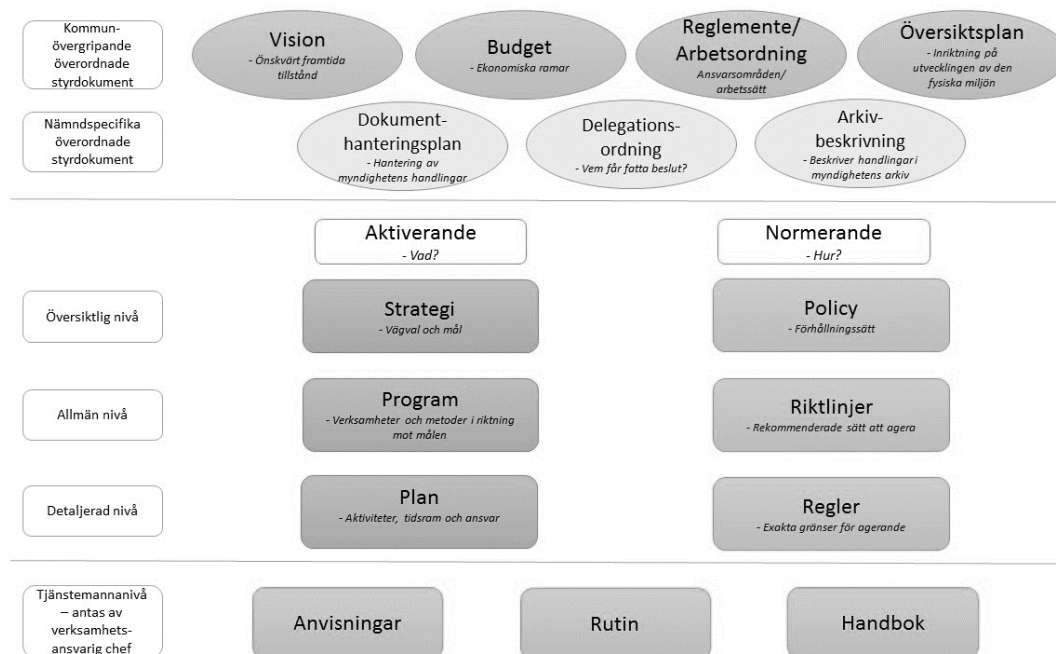 Kommun-
övergripande
överordnade
styrdokument
Vision
- Önskvärt framtida
tillstånd
Budget
- Ekonomiska ramar
Reglemente/
Arbetsordning
Ansvarsområden/
arbetssätt
Översiktsplan
- Inriktning på
utvecklingen av den
fysiska miljön
Nämndspecifika
överordnade
styrdokument
Dokument-
hanteringsplan
- Hantering av
myndighetens handlingar
Delegations-
ordning
- Vem får fatta beslut?
Arkiv-
beskrivning
- Beskriver handlingar i
myndighetens arkiv
Aktiverande
- Vad?
Normerande
- Hur?
Översiktlig nivå
Strategi
- Vägval och mål
Policy
- Förhållningssätt
Allmän nivå
Program
- Verksamheter och metoder i riktning
mot målen
Riktlinjer
- Rekommenderade sätt att agera
Detaljerad nivå
Plan
- Aktiviteter, tidsram och ansvar
Regler
- Exakta gränser för agerande
Tjänstemannanivå
– antas av
verksamhets-
ansvarig chef
Anvisningar
Rutin
Handbok